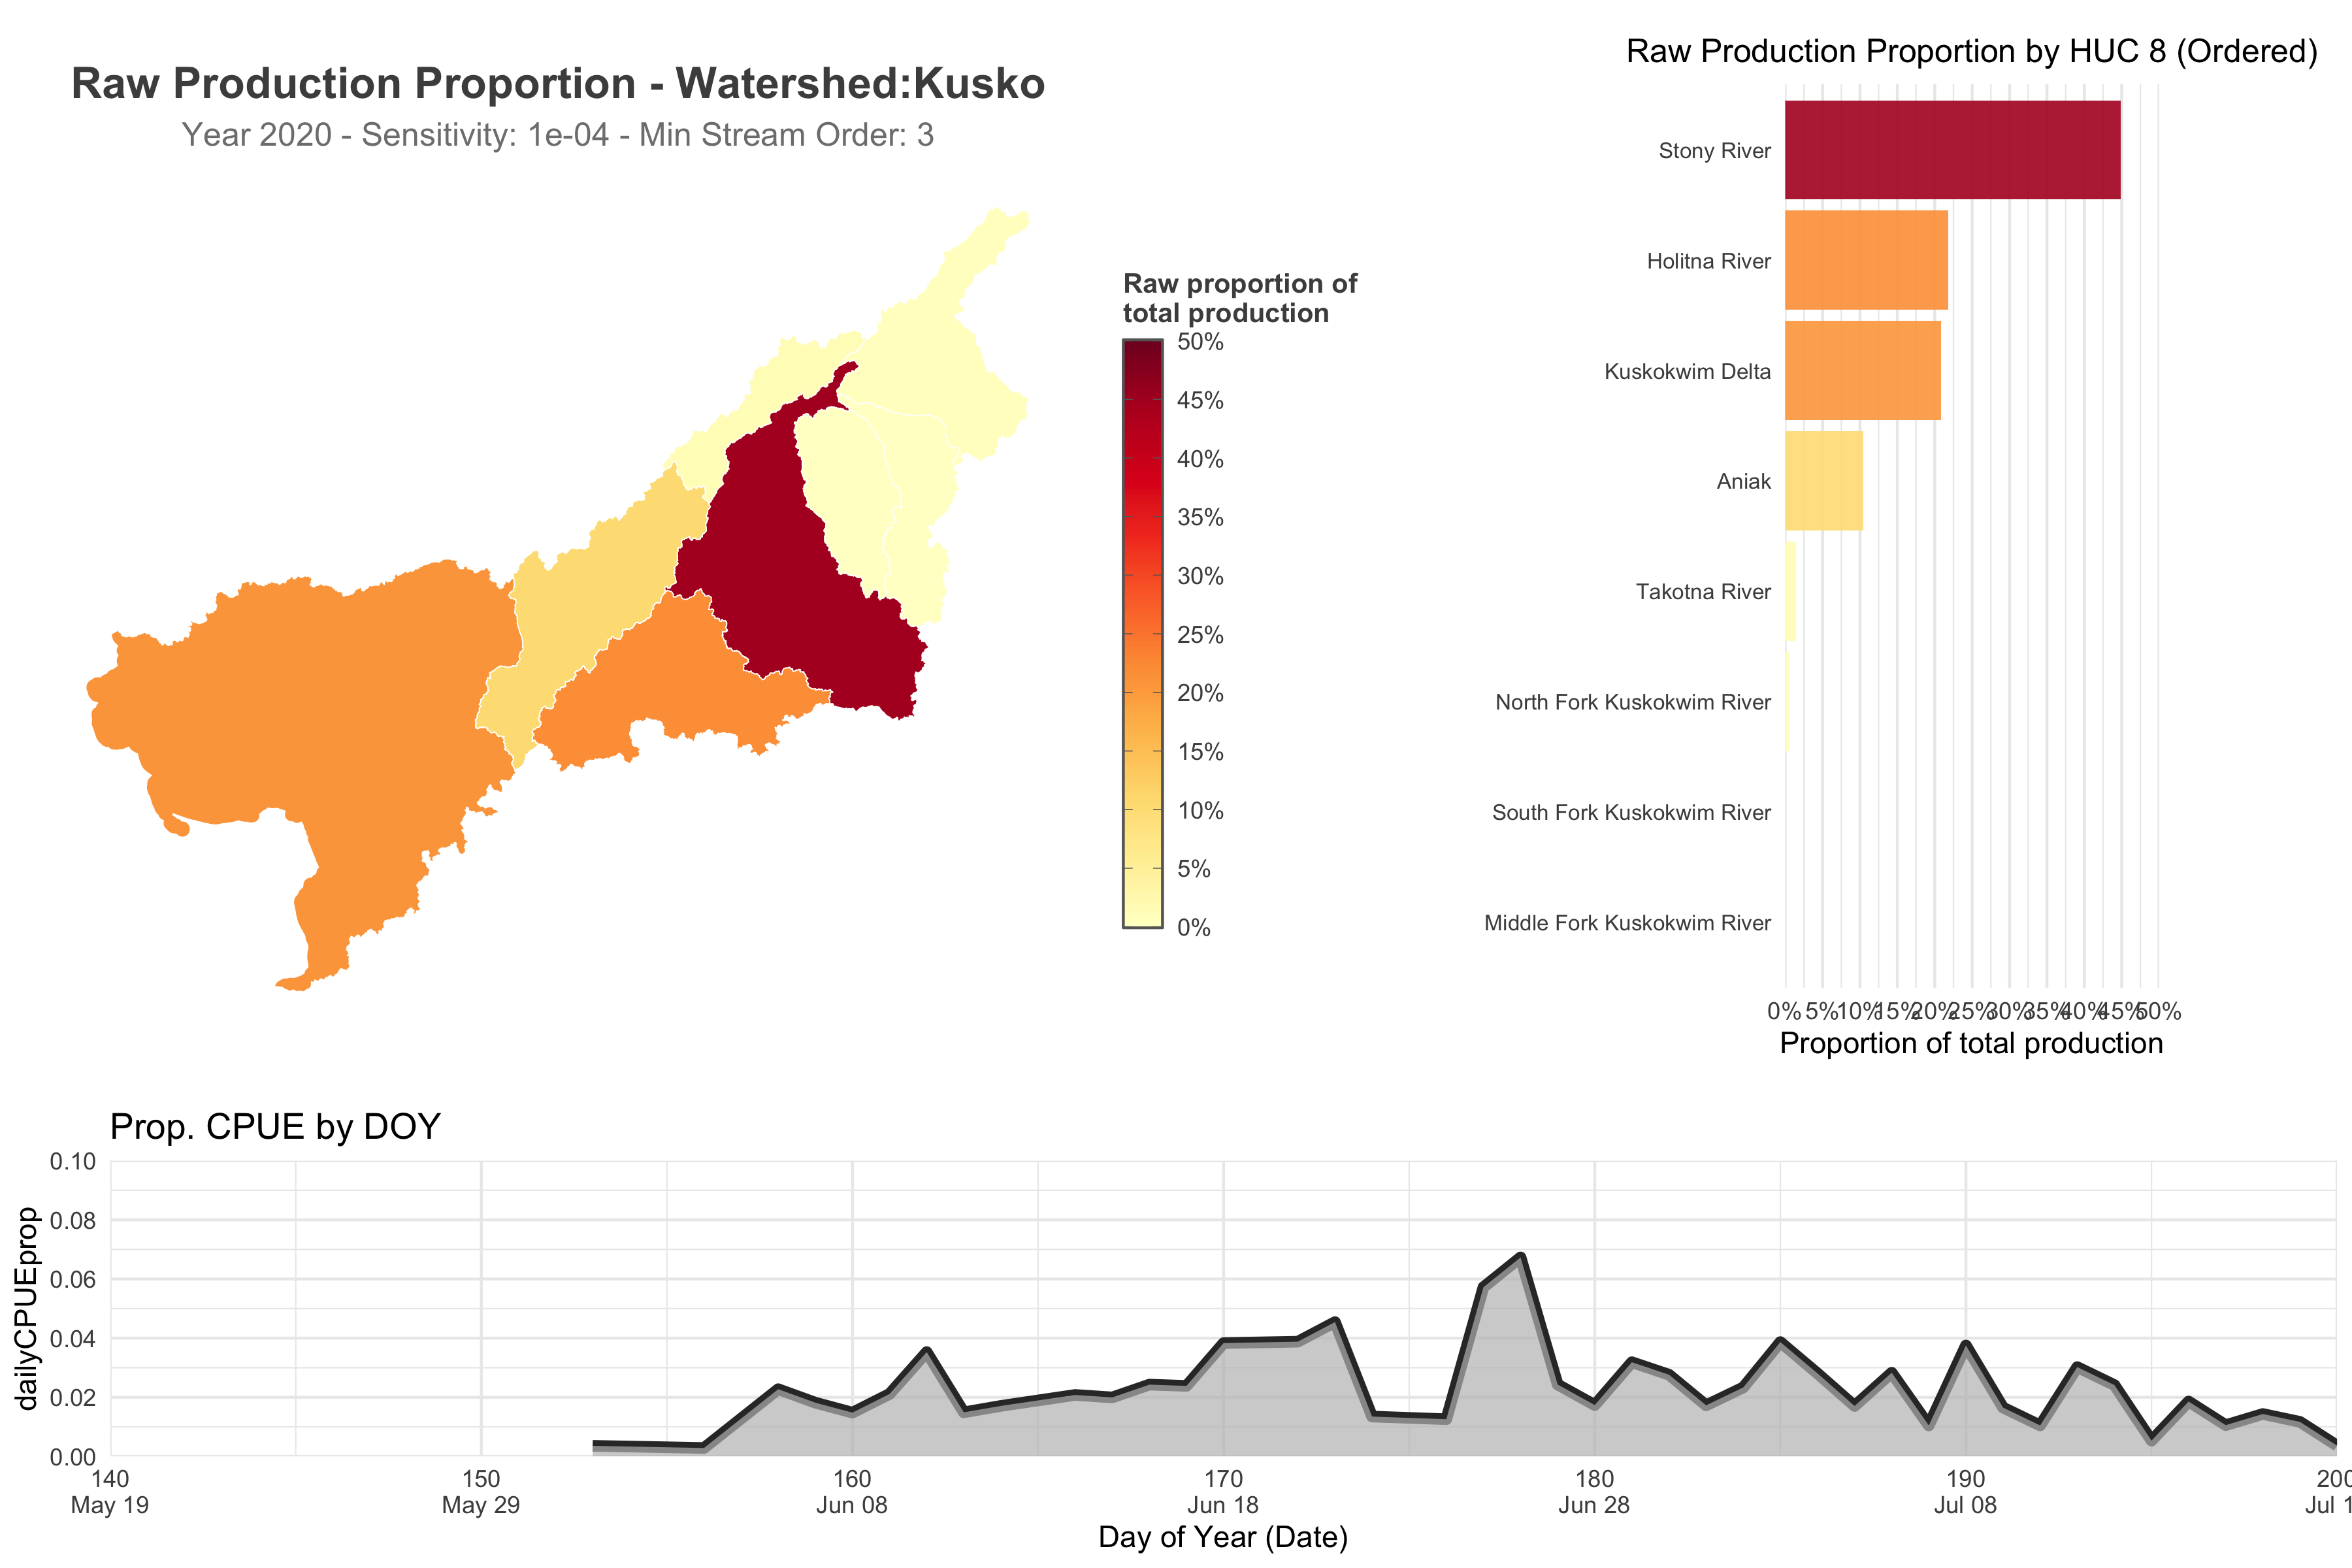 Raw Production Proportion - Watershed:Kusko
Year 2020 - Sensitivity: 1e-04 - Min Stream Order: 3
Raw proportion of
total production
50%
45%
40%
35%
30%
25%
20%
15%
10%
5%
0%
Raw Production Proportion by HUC 8 (Ordered)
Stony River
Holitna River
Kuskokwim Delta
Aniak
Takotna River
North Fork Kuskokwim River
South Fork Kuskokwim River
Middle Fork Kuskokwim River
0% 5% 10% 15% 20% 25% 30% 35% 40% 45% 50%
Proportion of total production
Prop. CPUE by DOY
dailyCPUEprop
0.10
0.08
0.06
0.04
0.02
0.00
140 150 160 170 180 190 200
May 19 May 29 Jun 08 Jun 18 Jun 28 Jul 08 Jul 1
Day of Year (Date)